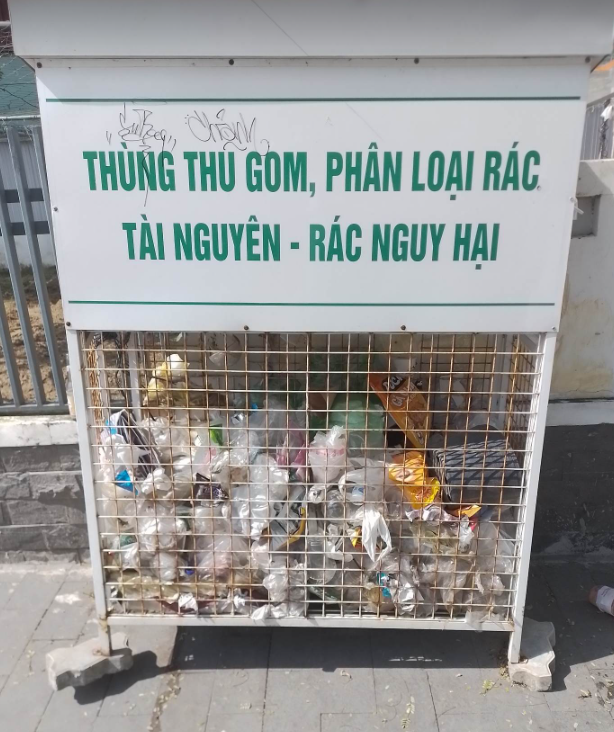 THÙNG THU GOM, PHÂN LOẠI RÁC
TÀI NGUYÊN - RÁC NGUY HẠI